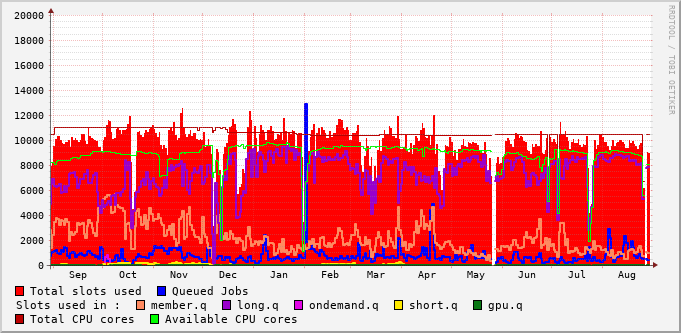 20000
18000
16000
14000
12000
10000
8000
6000
4000
2000
0
Sep Oct Nov Dec Jan Feb Mar Apr May Jun Jul Aug
Total slots used Queued Jobs
Slots used in : member.q long.q ondemand.q short.q gpu.q
Total CPU cores Available CPU cores
RRDTOOL / TOBI OETIKER